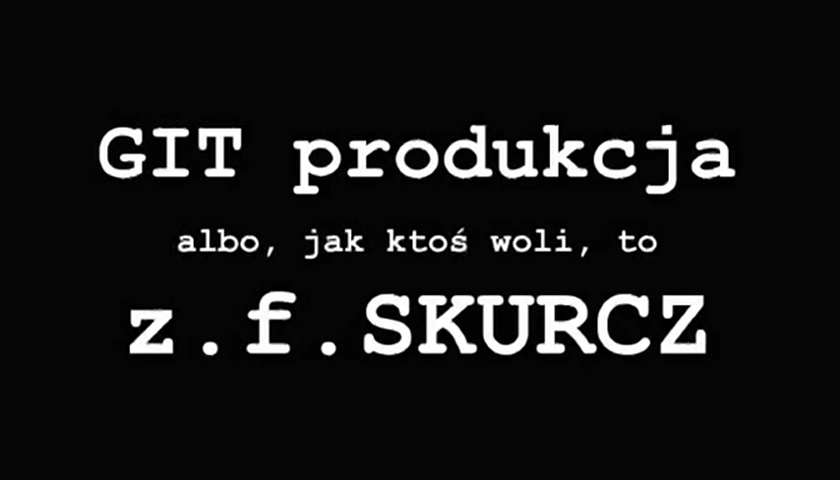 GIT produkcja
albo, jak ktoś woli, to
z.f.SKURCZ